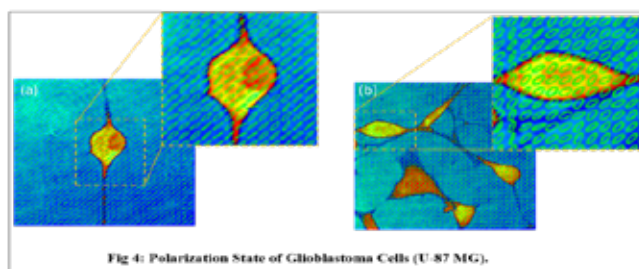 (a)
(b)
Fig 4: Polarization State of Glioblastoma Cells (U-87 MG).